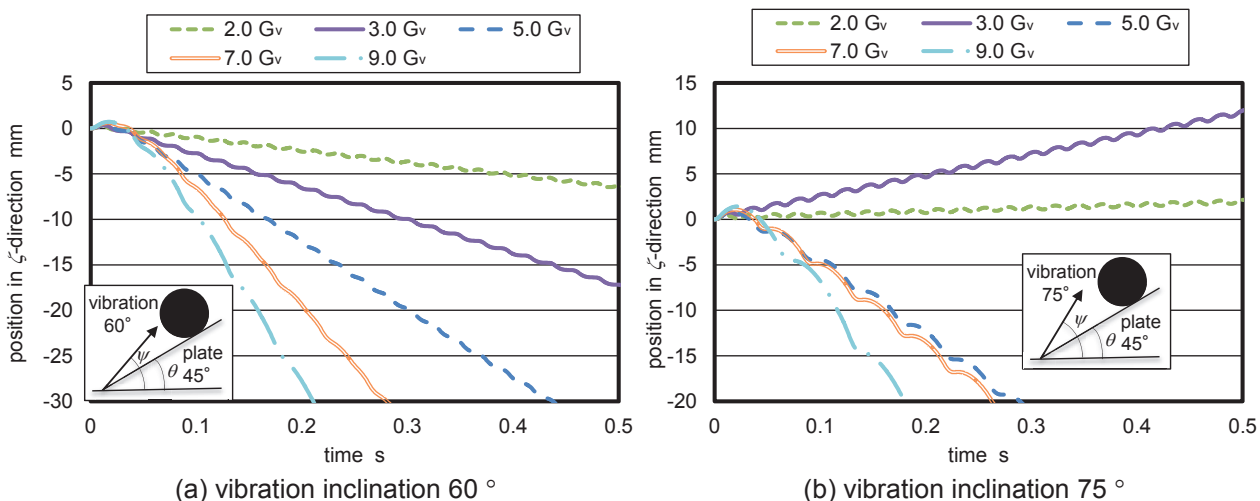 2.0 Gv 3.0 Gv 5.0 Gv
7.0 Gv 9.0 Gv
5
0
-5
-10
-15
-20
-25
-30
position in ζ-direction mm
vibration
60°
ψ
plate
θ 45°
0 0.1 0.2 0.3 0.4 0.5
time s
(a) vibration inclination 60 °
2.0 Gv 3.0 Gv 5.0 Gv
7.0 Gv 9.0 Gv
15
10
5
0
-5
-10
-15
-20
position in ζ-direction mm
vibration
75°
ψ
plate
θ 45°
0 0.1 0.2 0.3 0.4 0.5
time s
(b) vibration inclination 75 °